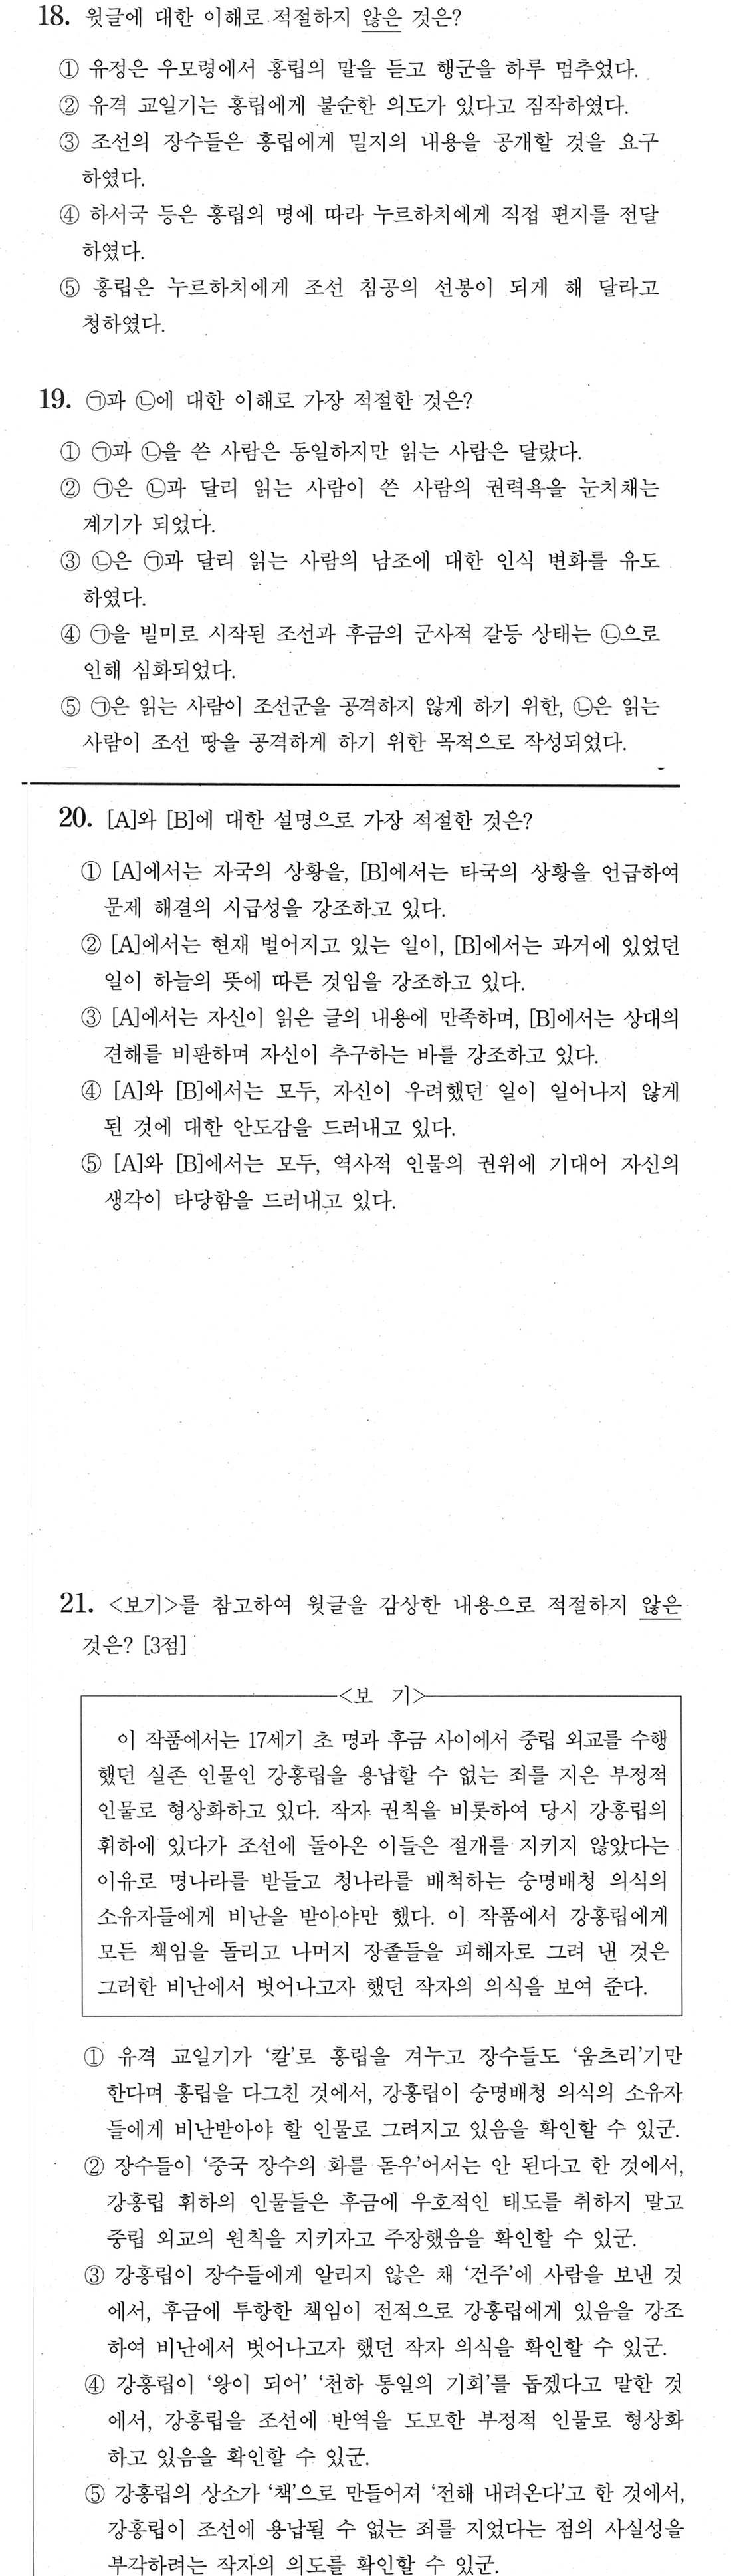 18. 윗글에 대한 이해로 적절하지 않은 것은?
① 유정은 우모령에서 홍립의 말을 듣고 행군을 하루 멈추었다.
② 유격 교일기는 홍립에게 불순한 의도가 있다고 짐작하였다.
③ 조선의 장수들은 홍립에게 밀지의 내용을 공개할 것을 요구
하였다.
④ 하서국 등은 홍립의 명에 따라 누르하치에게 직접 편지를 전달
하였다.
⑤ 홍립은 누르하치에게 조선 침공의 선봉이 되게 해 달라고
청하였다.
19. ㉠과 ㉡에 대한 이해로 가장 적절한 것은?
① ㉠과 ㉡을 쓴 사람은 동일하지만 읽는 사람은 달랐다.
② ㉠은 ㉡과 달리 읽는 사람이 쓴 사람의 권력욕을 눈치채는
계기가 되었다.
③ ㉡은 ㉠과 달리 읽는 사람의 남조에 대한 인식 변화를 유도
하였다.
④ ㉠을 빌미로 시작된 조선과 후금의 군사적 갈등 상태는 ㉡으로
인해 심화되었다.
⑤ ㉠은 읽는 사람이 조선군을 공격하지 않게 하기 위한, ㉡은 읽는
사람이 조선 땅을 공격하게 하기 위한 목적으로 작성되었다.
20. [A]와 [B]에 대한 설명으로 가장 적절한 것은?
① [A]에서는 자국의 상황을, [B]에서는 타국의 상황을 언급하여
문제 해결의 시급성을 강조하고 있다.
② [A]에서는 현재 벌어지고 있는 일이, [B]에서는 과거에 있었던
일이 하늘의 뜻에 따른 것임을 강조하고 있다.
③ [A]에서는 자신이 읽은 글의 내용에 만족하며, [B]에서는 상대의
견해를 비판하며 자신이 추구하는 바를 강조하고 있다.
④ [A]와 [B]에서는 모두, 자신이 우려했던 일이 일어나지 않게
된 것에 대한 안도감을 드러내고 있다.
⑤ [A]와 [B]에서는 모두, 역사적 인물의 권위에 기대어 자신의
생각이 타당함을 드러내고 있다.
21. <보기>를 참고하여 윗글을 감상한 내용으로 적절하지 않은
것은? [3점]
<보 기>
이 작품에서는 17세기 초 명과 후금 사이에서 중립 외교를 수행
했던 실존 인물인 강홍립을 용납할 수 없는 죄를 지은 부정적
인물로 형상화하고 있다. 작자 권칙을 비롯하여 당시 강홍립의
휘하에 있다가 조선에 돌아온 이들은 절개를 지키지 않았다는
이유로 명나라를 받들고 청나라를 배척하는 숭명배청 의식의
소유자들에게 비난을 받아야만 했다. 이 작품에서 강홍립에게
모든 책임을 돌리고 나머지 장졸들을 피해자로 그려 낸 것은
그러한 비난에서 벗어나고자 했던 작자의 의식을 보여 준다.
① 유격 교일기가 ‘칼’로 홍립을 겨누고 장수들도 ‘움츠리’기만
한다며 홍립을 다그친 것에서, 강홍립이 숭명배청 의식의 소유자
들에게 비난받아야 할 인물로 그려지고 있음을 확인할 수 있군.
② 장수들이 ‘중국 장수의 화를 돋우’어서는 안 된다고 한 것에서,
강홍립 휘하의 인물들은 후금에 우호적인 태도를 취하지 말고
중립 외교의 원칙을 지키자고 주장했음을 확인할 수 있군.
③ 강홍립이 장수들에게 알리지 않은 채 ‘건주’에 사람을 보낸 것
에서, 후금에 투항한 책임이 전적으로 강홍립에게 있음을 강조
하여 비난에서 벗어나고자 했던 작자 의식을 확인할 수 있군.
④ 강홍립이 ‘왕이 되어’ ‘천하 통일의 기회’를 돕겠다고 말한 것
에서, 강홍립을 조선에 반역을 도모한 부정적 인물로 형상화
하고 있음을 확인할 수 있군.
⑤ 강홍립의 상소가 ‘책’으로 만들어져 ‘전해 내려온다’고 한 것에서,
강홍립이 조선에 용납될 수 없는 죄를 지었다는 점의 사실성을
부각하려는 작자의 의도를 확인할 수 있군.